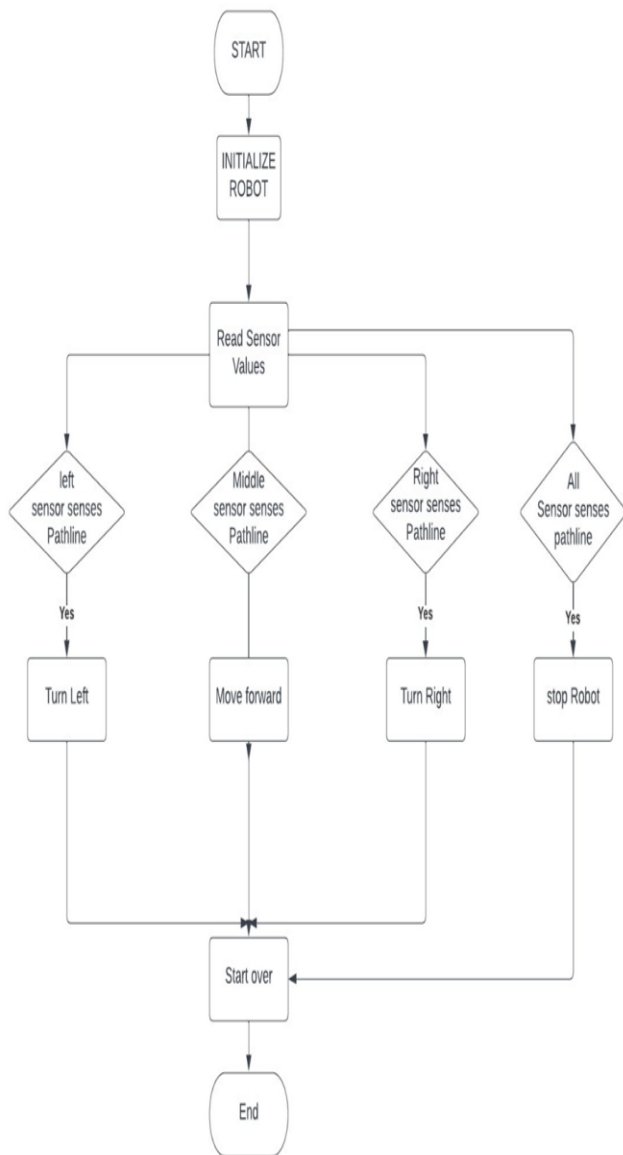 START
INITIALIZE
ROBOT
Read Sensor
Values
left
sensor senses
Pathline
Middle
sensor senses
Pathline
Right
sensor senses
Pathline
All
Sensor senses
pathline
Yes
Yes
Yes
Turn Left
Move forward
Turn Right
stop Robot
Start over
End